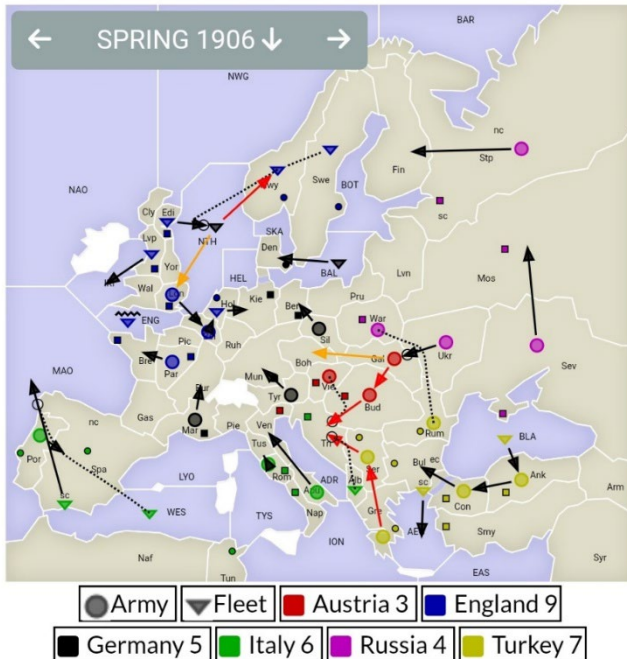 ← SPRING 1906↓ →
BAR
NWG
nc
Stp
Fin
NAO
Nwy
Swe
BOT
sc
Cly
Edi
NTH
SKA
Lvp
Den
Yor
Lvn
Mos
BAL
HEL
Wal
Lon
Kie
Ber
Pru
Hol
War
ENG
Ruh
Sil
Pic
Gal
Ukr
Sev
Bre
Boh
Par
Mun
Vie
MAO
Bur
Tyr
Bud
nc
Gas
Mar
Pie
Ven
Tri
Rum
BLA
Tus
Bul
ec
Por
Spa
LYO
Rom
ADR
Ser
sc
Ank
Arm
sc
Apu
Alb
Con
WES
TYS
Nap
Gre
Smy
ION
Syr
Naf
EAS
Tun
Army Fleet Austria 3 England 9
Germany 5 Italy 6 Russia 4 Turkey 7